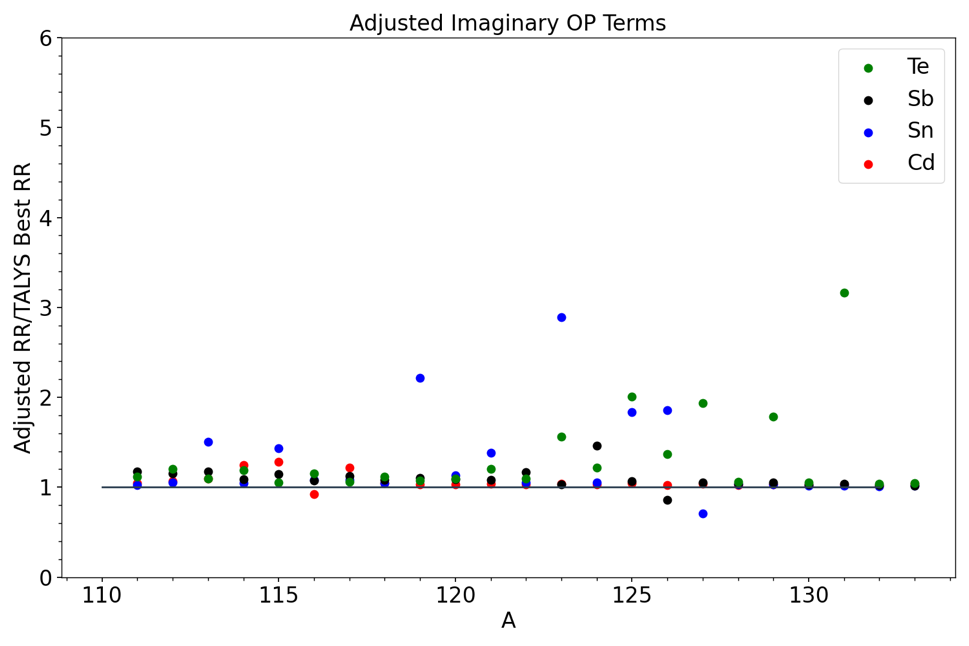 Adjusted Imaginary OP Terms
6
5
4
3
2
1
0
Adjusted RR/TALYS Best RR
Te
Sb
Sn
Cd
110 115 120 125 130
A